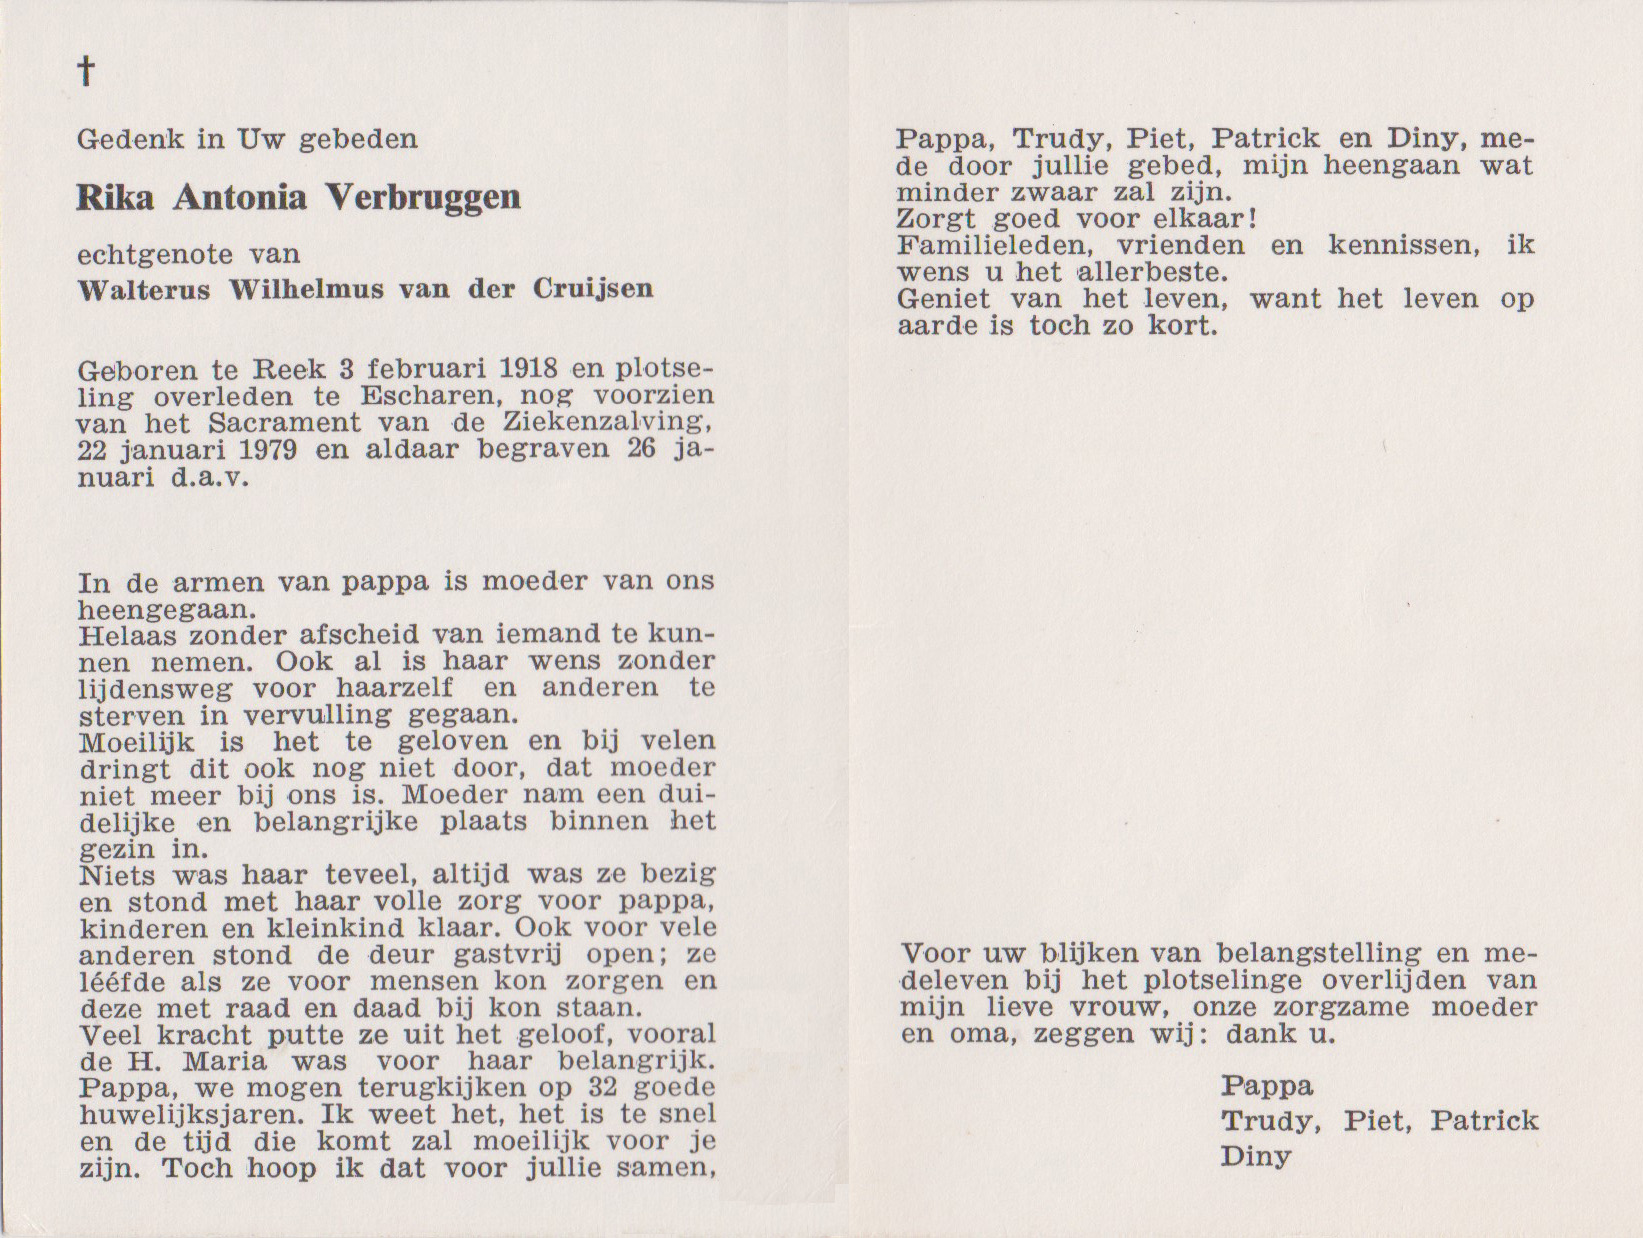 †
Gedenk in Uw gebeden
Rika Antonia Verbruggen
echtgenote van
Walterus Wilhelmus van der Cruijsen
Geboren te Reek 3 februari 1918 en plotse-
ling overleden te Escharen, nog voorzien
van het Sacrament van de Ziekenzalving,
22 januari 1979 en aldaar begraven 26 ja-
nuari d.a.v.
In de armen van pappa is moeder van ons
heengegaan.
Helaas zonder afscheid van iemand te kun-
nen nemen. Ook al is haar wens zonder
lijdensweg voor haarzelf en anderen te
sterven in vervulling gegaan.
Moeilijk is het te geloven en bij velen
dringt dit ook nog niet door, dat moeder
niet meer bij ons is. Moeder nam een dui-
delijke en belangrijke plaats binnen het
gezin in.
Niets was haar teveel, altijd was ze bezig
en stond met haar volle zorg voor pappa,
kinderen en kleinkind klaar. Ook voor vele
anderen stond de deur gastvrij open; ze
lééfde als ze voor mensen kon zorgen en
deze met raad en daad bij kon staan.
Veel kracht putte ze uit het geloof, vooral
de H. Maria was voor haar belangrijk.
Pappa, we mogen terugkijken op 32 goede
huwelijksjaren. Ik weet het, het is te snel
en de tijd die komt zal moeilijk voor je
zijn. Toch hoop ik dat voor jullie samen,
Pappa, Trudy, Piet, Patrick en Diny, me-
de door jullie gebed, mijn heengaan wat
minder zwaar zal zijn.
Zorgt goed voor elkaar!
Familieleden, vrienden en kennissen, ik
wens u het allerbeste.
Geniet van het leven, want het leven op
aarde is toch zo kort.
Voor uw blijken van belangstelling en me-
deleven bij het plotselinge overlijden van
mijn lieve vrouw, onze zorgzame moeder
en oma, zeggen wij: dank u.
Pappa
Trudy, Piet, Patrick
Diny